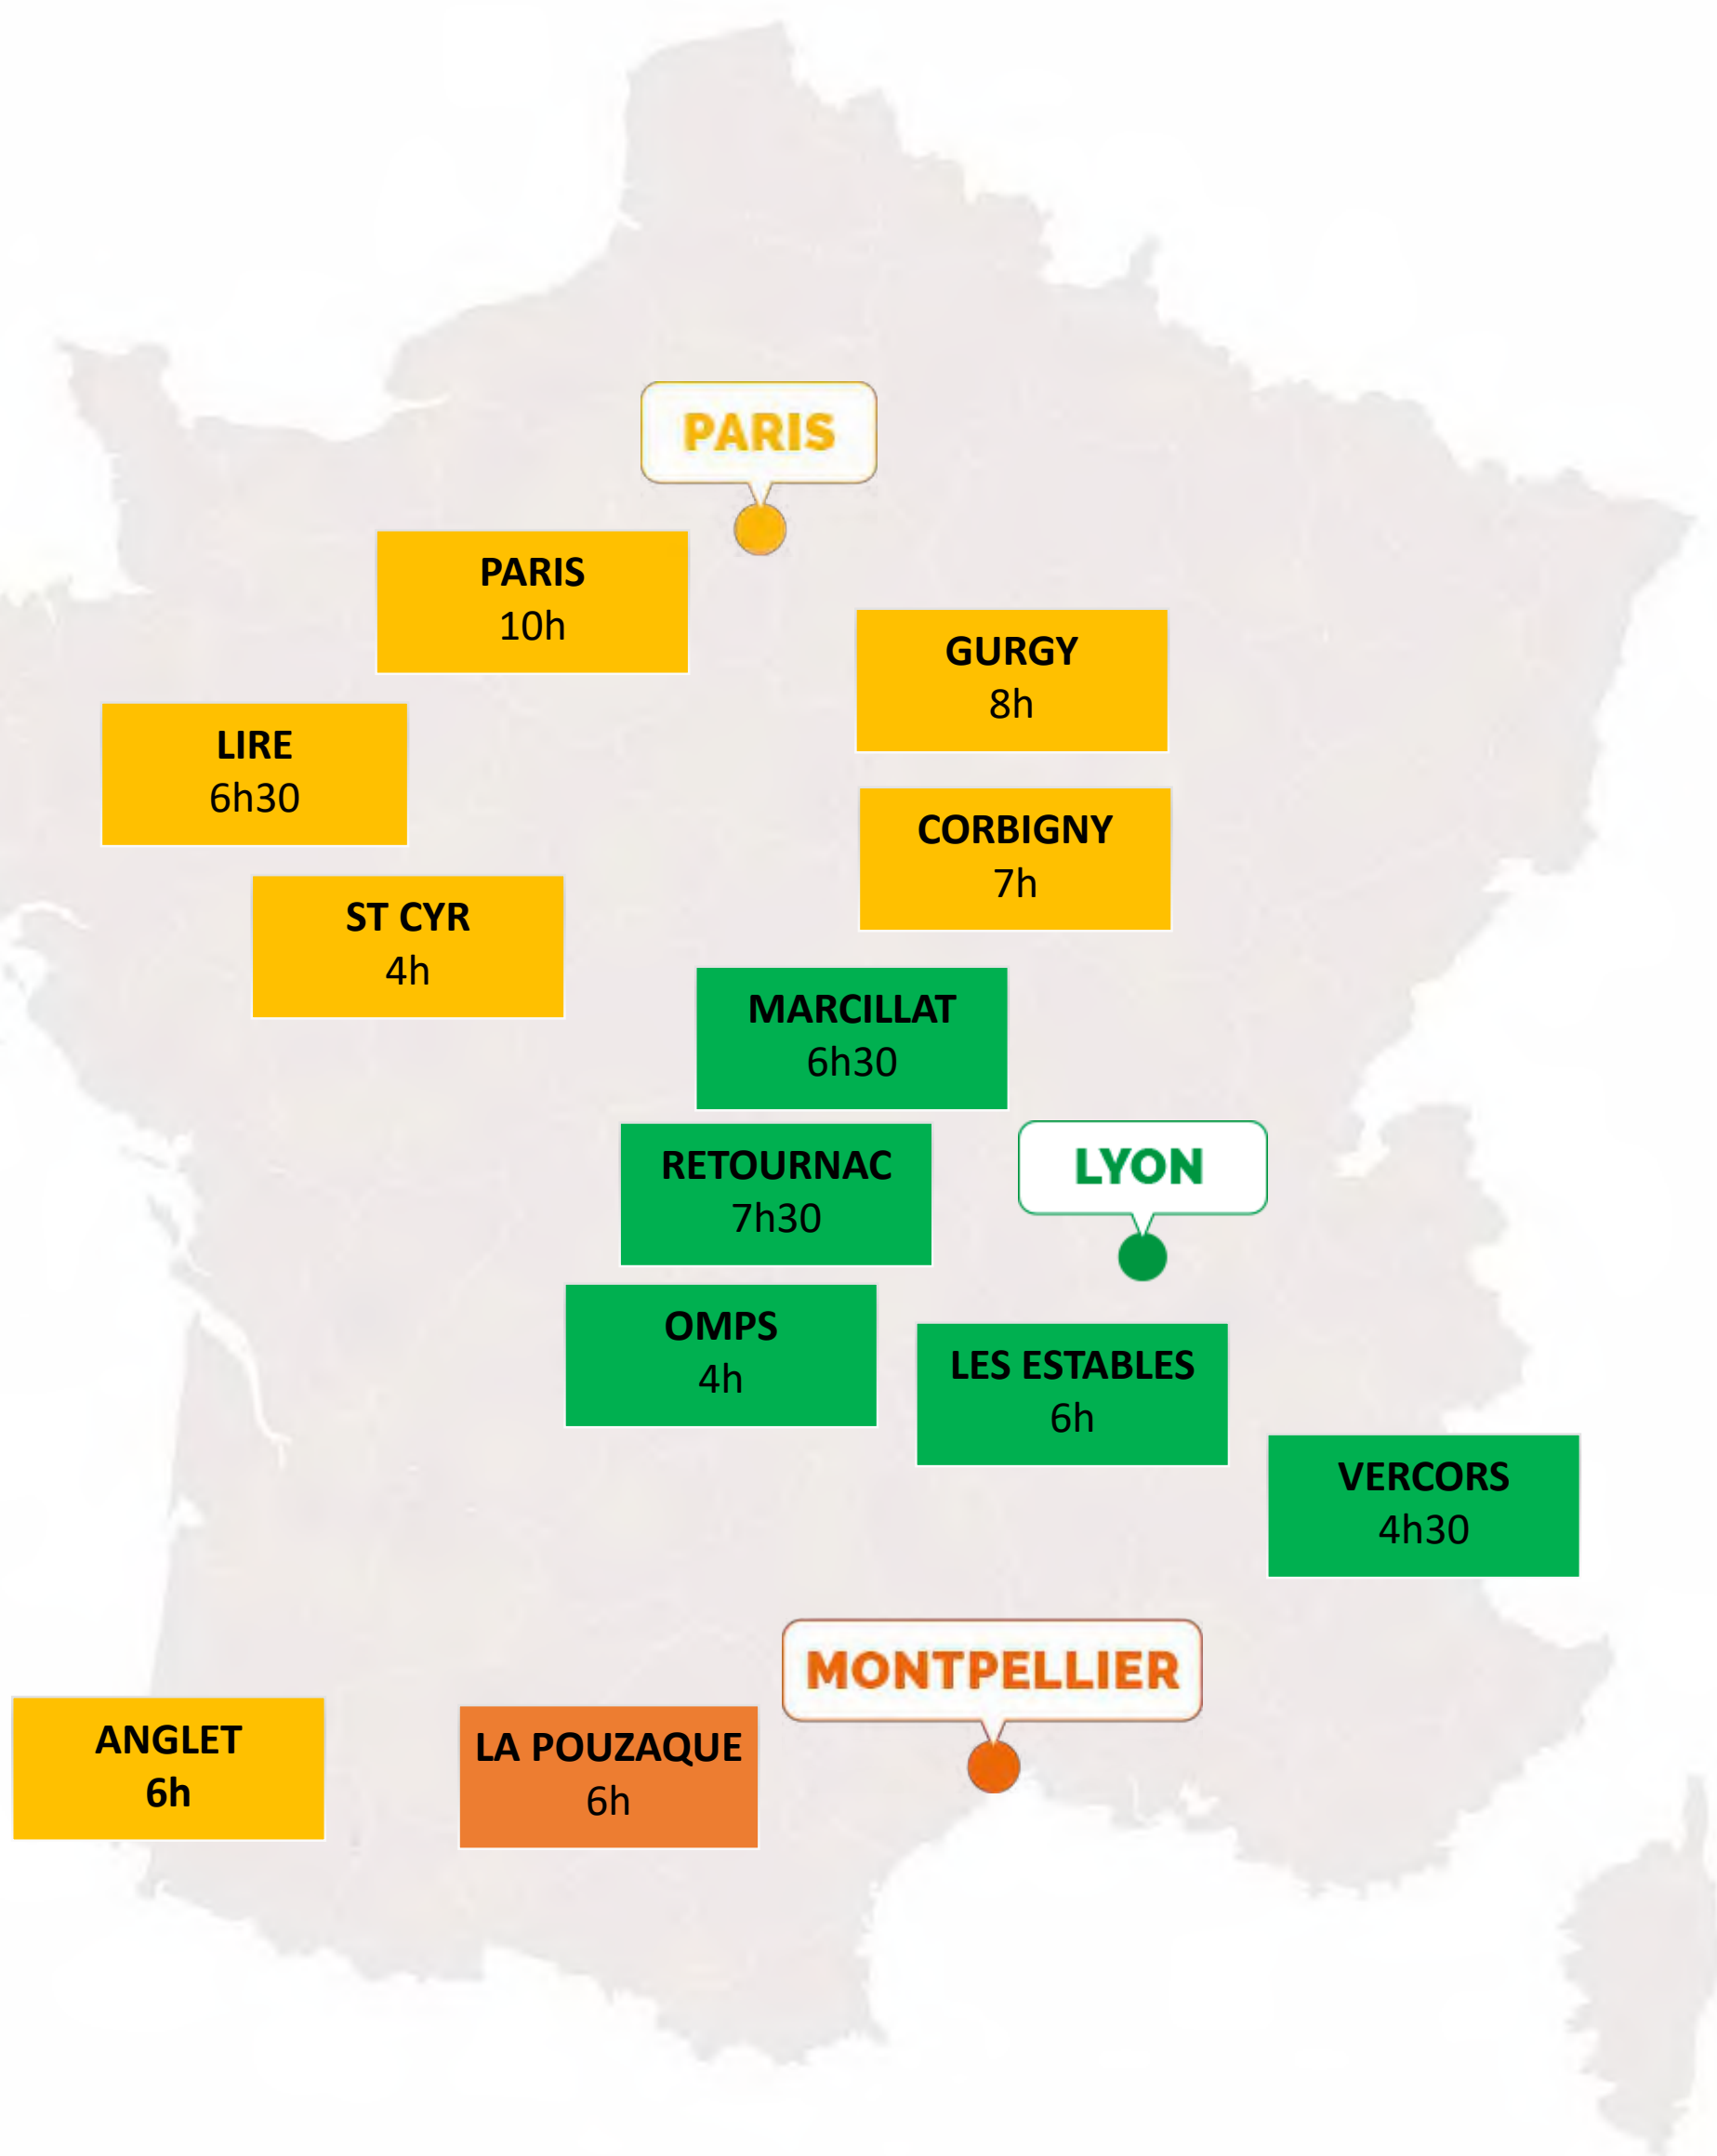 PARIS
PARIS
10h
GURGY
8h
LIRE
6h30
CORBIGNY
7h
ST CYR
4h
MARCILLAT
6h30
RETOURNAC
7h30
LYON
OMPS
4h
LES ESTABLES
6h
VERCORS
4h30
MONTPELLIER
ANGLET
6h
LA POUZAQUE
6h